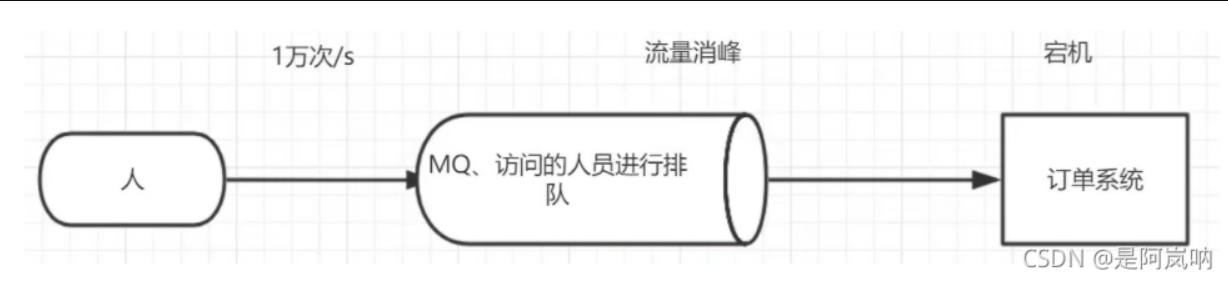 1万次/s
流量消峰
宕机
人
MQ、访问的人员进行排
队
订单系统
CSDN @是阿岚呐